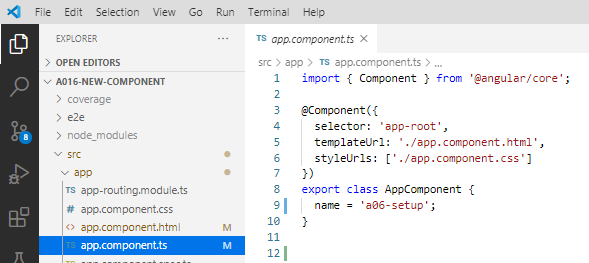 File Edit Selection View Go Run Terminal Help
EXPLORER ...
OPEN EDITORS
A016-NEW-COMPONENT
coverage
e2e
node_modules
src
app
TS app-routing.module.ts
# app.component.css
<> app.component.html M
TS app.component.ts M
app.component.spec.ts
8
TS app.component.ts ×
src > app > TS app.component.ts > ...
1 import { Component } from '@angular/core';
2
3 @Component({
4 selector: 'app-root',
5 templateUrl: './app.component.html',
6 styleUrls: ['./app.component.css']
7 })
8 export class AppComponent {
9 name = 'a06-setup';
10 }
11
12